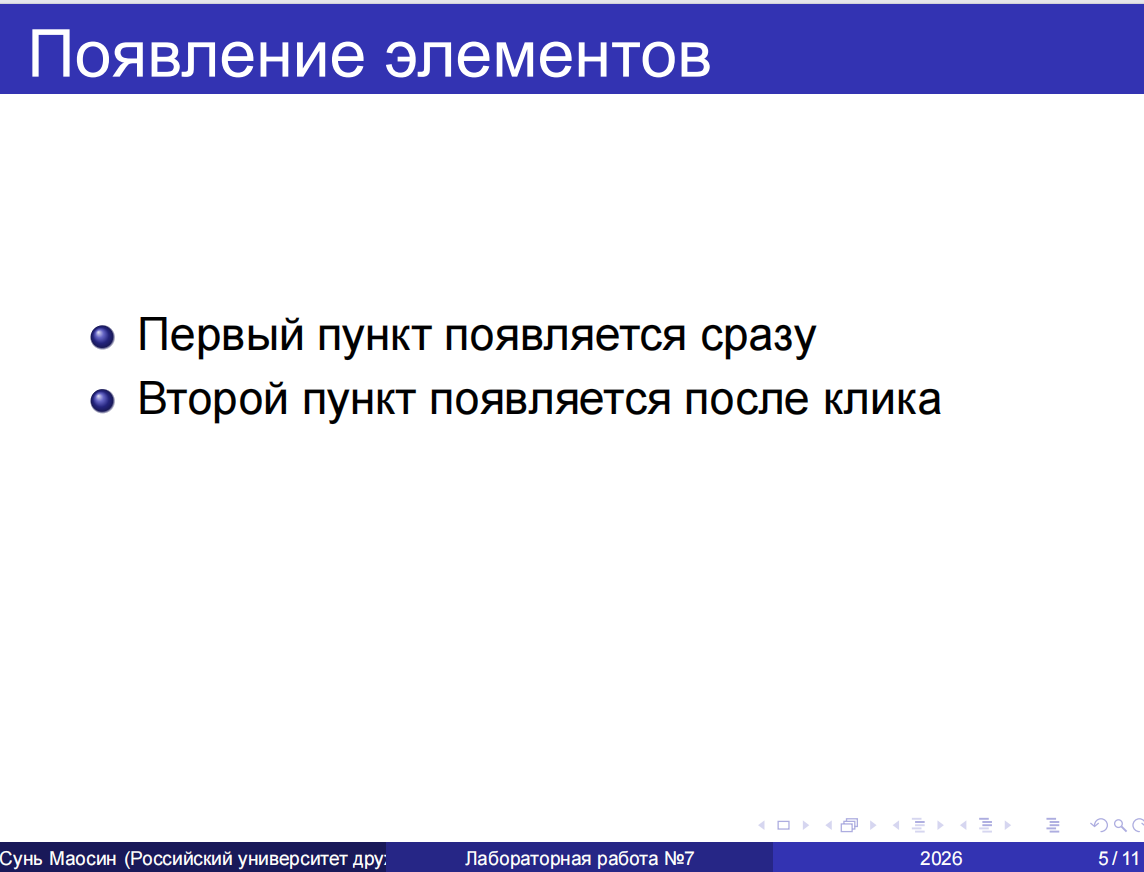 Появление элементов
Первый пункт появляется сразу
Второй пункт появляется после клика
Сунь Маосин (Российский университет Лабораторная работа №7 2026 5 / 11